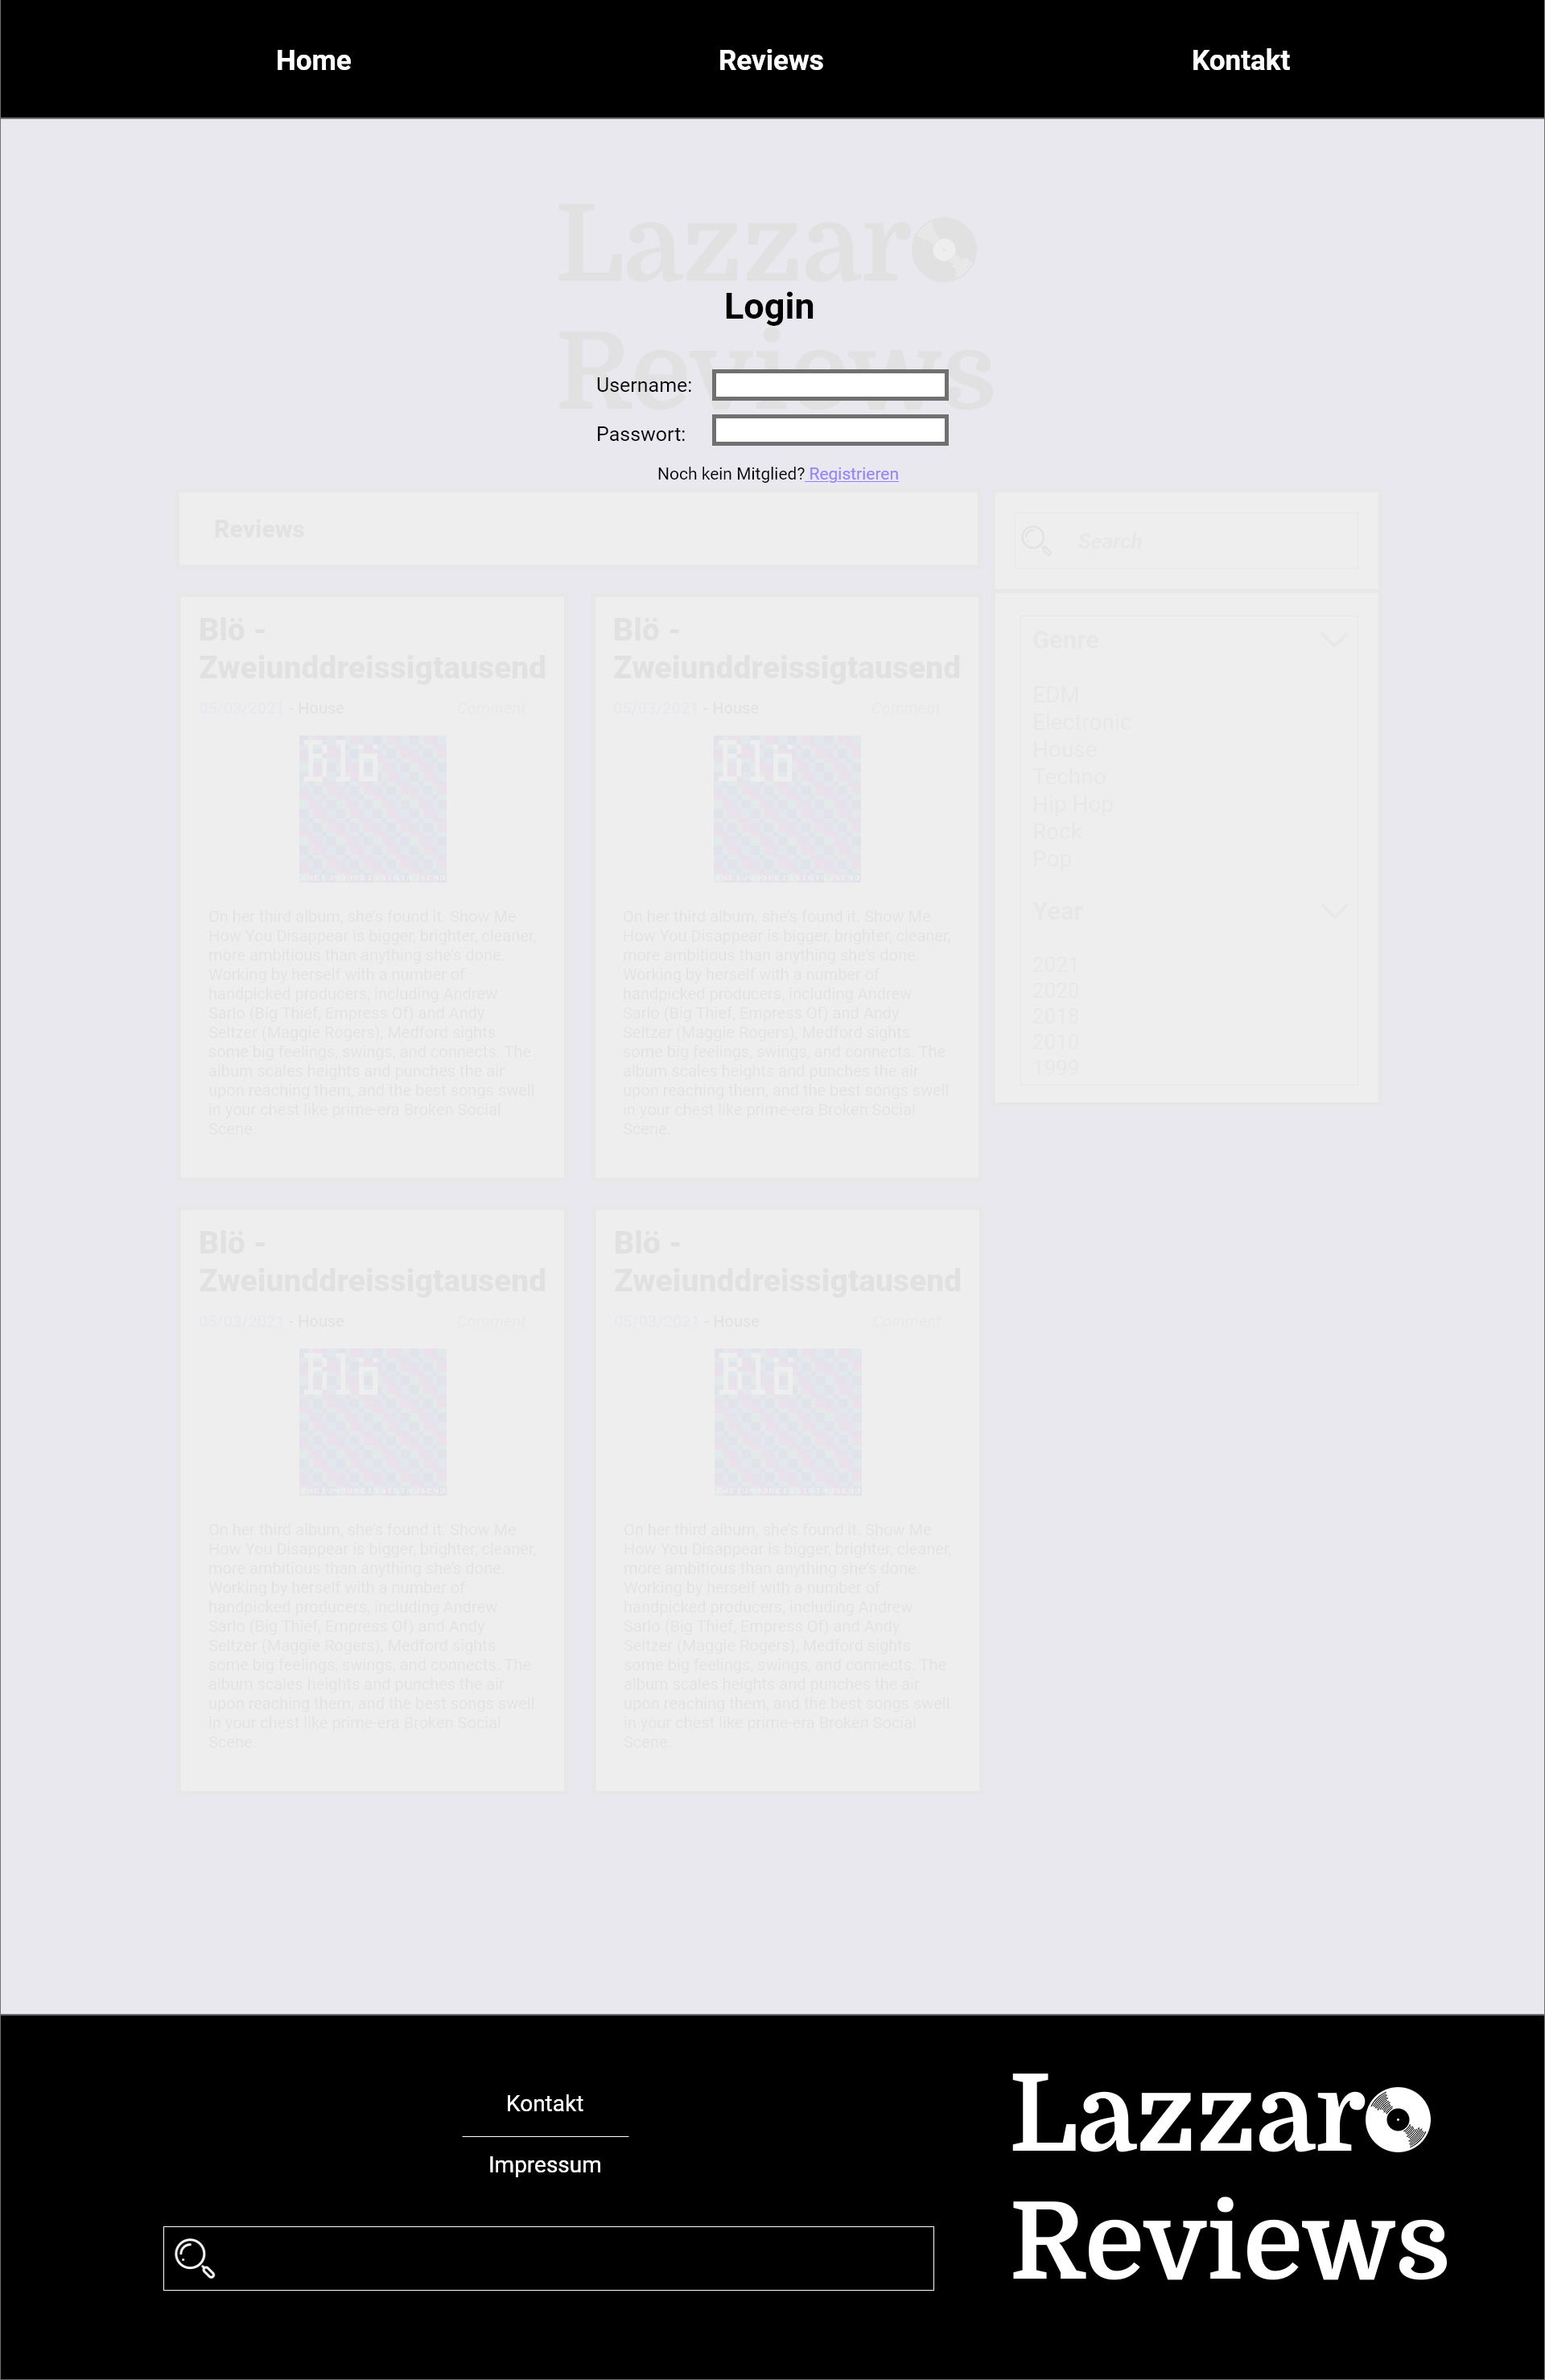 Home Reviews Kontakt
Lazzaro
Reviews
Login
Username:
Passwort:
Noch kein Mitglied? Registrieren
Reviews
Blö -
Zweiunddreissigtausend
05/03/2021 - House Comment
Blö
On her third album, she's found it. Show Me
How You Disappear is bigger, brighter, cleaner,
more ambitious than anything she's done.
Working by herself with a number of
handpicked producers, including Andrew
Sarlo (Big Thief, Empress Of) and Andy
Seltzer (Maggie Rogers), Medford sights
some big feelings, swings, and connects. The
album scales heights and punches the air
upon reaching them, and the best songs swell
in your chest like prime-era Broken Social
Scene.
Blö -
Zweiunddreissigtausend
05/03/2021 - House Comment
Blö
On her third album, she's found it. Show Me
How You Disappear is bigger, brighter, cleaner,
more ambitious than anything she's done.
Working by herself with a number of
handpicked producers, including Andrew
Sarlo (Big Thief, Empress Of) and Andy
Seltzer (Maggie Rogers), Medford sights
some big feelings, swings, and connects. The
album scales heights and punches the air
upon reaching them, and the best songs swell
in your chest like prime-era Broken Social
Scene.
Search
Genre
EDM
Electronic
House
Techno
Hip Hop
Rock
Pop
Year
2021
2020
2018
2010
1999
Blö -
Zweiunddreissigtausend
05/03/2021 - House Comment
Blö
On her third album, she's found it. Show Me
How You Disappear is bigger, brighter, cleaner,
more ambitious than anything she's done.
Working by herself with a number of
handpicked producers, including Andrew
Sarlo (Big Thief, Empress Of) and Andy
Seltzer (Maggie Rogers), Medford sights
some big feelings, swings, and connects. The
album scales heights and punches the air
upon reaching them, and the best songs swell
in your chest like prime-era Broken Social
Scene.
Blö -
Zweiunddreissigtausend
05/03/2021 - House Comment
Blö
On her third album, she's found it. Show Me
How You Disappear is bigger, brighter, cleaner,
more ambitious than anything she's done.
Working by herself with a number of
handpicked producers, including Andrew
Sarlo (Big Thief, Empress Of) and Andy
Seltzer (Maggie Rogers), Medford sights
some big feelings, swings, and connects. The
album scales heights and punches the air
upon reaching them, and the best songs swell
in your chest like prime-era Broken Social
Scene.
Kontakt
Impressum
Lazzaro
Reviews